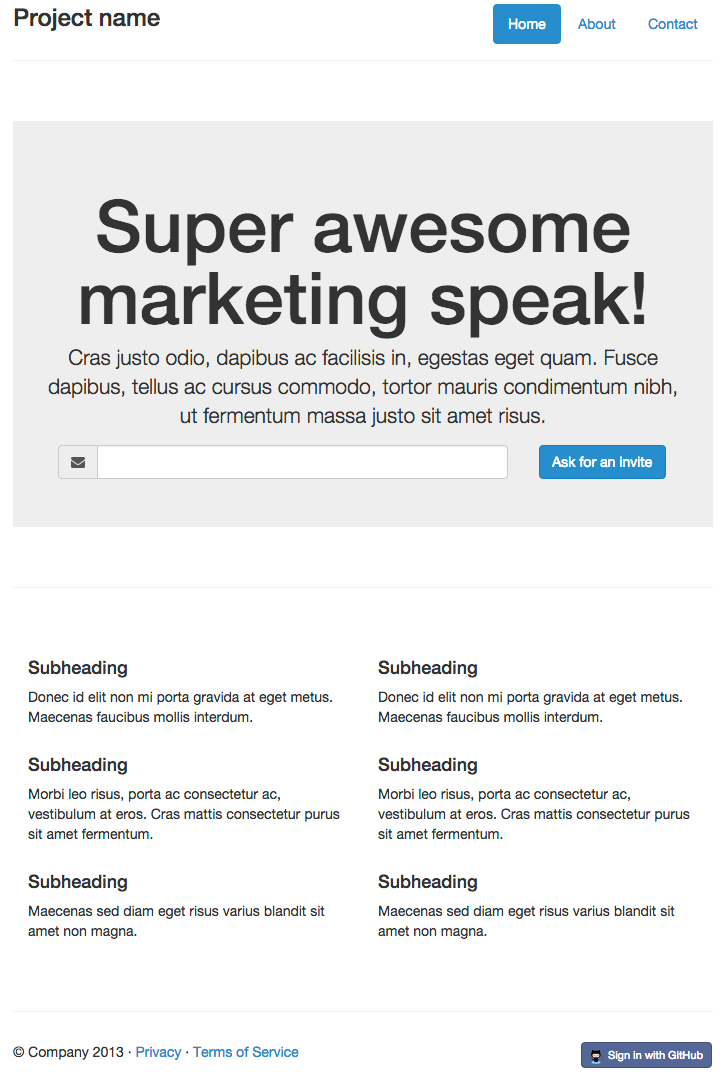 Project name
Home About Contact
Super awesome
marketing speak!
Cras justo odio, dapibus ac facilisis in, egestas eget quam. Fusce
dapibus, tellus ac cursus commodo, tortor mauris condimentum nibh,
ut fermentum massa justo sit amet risus.
Ask for an invite
Subheading
Donec id elit non mi porta gravida at eget metus.
Maecenas faucibus mollis interdum.
Subheading
Morbi leo risus, porta ac consectetur ac,
vestibulum at eros. Cras mattis consectetur purus
sit amet fermentum.
Subheading
Maecenas sed diam eget risus varius blandit sit
amet non magna.
Subheading
Donec id elit non mi porta gravida at eget metus.
Maecenas faucibus mollis interdum.
Subheading
Morbi leo risus, porta ac consectetur ac,
vestibulum at eros. Cras mattis consectetur purus
sit amet fermentum.
Subheading
Maecenas sed diam eget risus varius blandit sit
amet non magna.
© Company 2013 · Privacy · Terms of Service
Sign in with GitHub